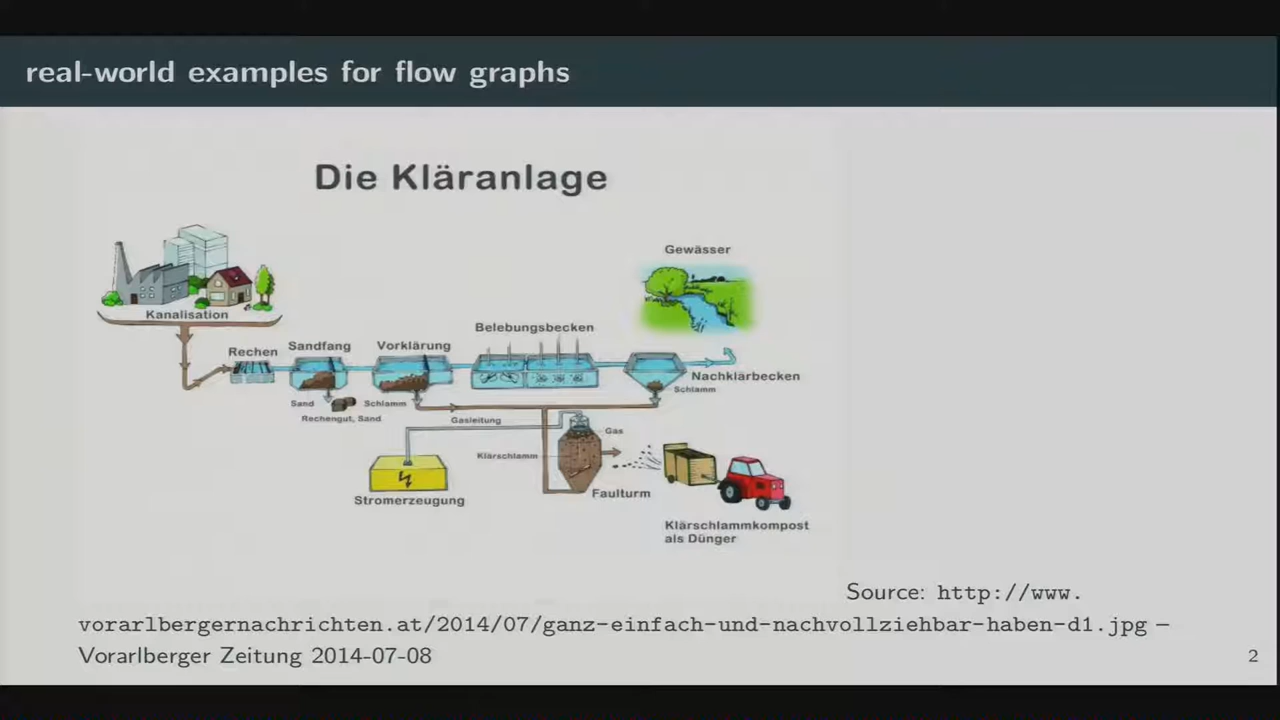 real-world examples for flow graphs
Die Kläranlage
Gewässer
Kanalisation
Belebungsbecken
Sandfang
Vorklärung
Rechen
Nachklärbecken
Schlamm
Sand
Schlamm
Rechengut, Sand
Gasleitung
Gas
Klärschlamm
Faulturm
Stromerzeugung
Klärschlammkompost
als Dünger
Source: http://www.
vorarlbergernachrichten.at/2014/07/ganz-einfach-und-nachvollziehbar-haben-d1.jpg –
Vorarlberger Zeitung 2014-07-08
2